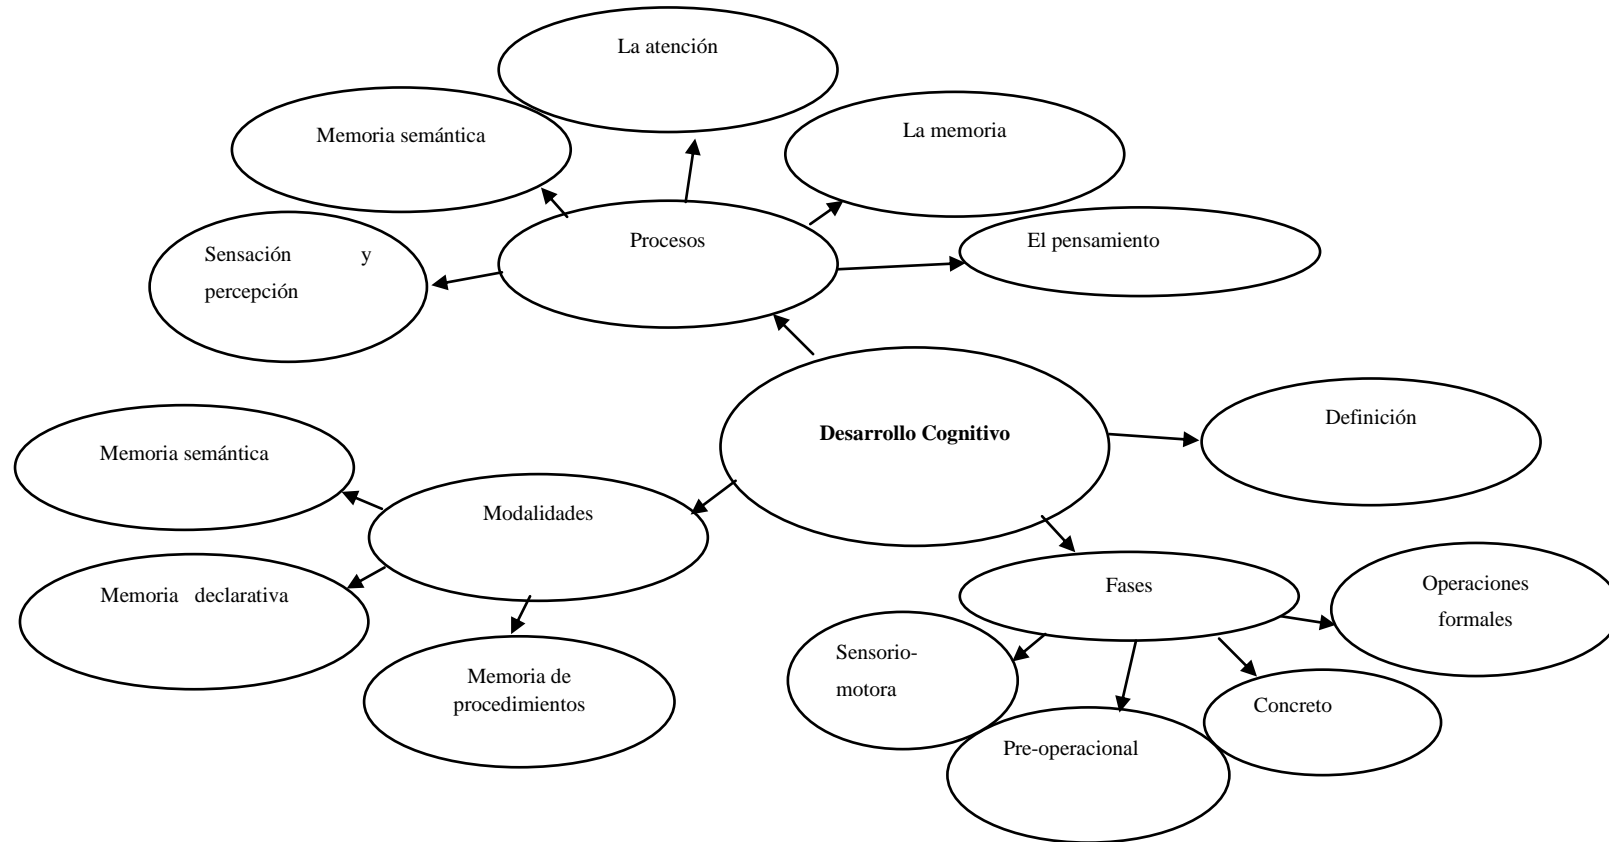 La atención
Memoria semántica
La memoria
Procesos
El pensamiento
Sensación y
percepción
Desarrollo Cognitivo
Definición
Memoria semántica
Modalidades
Memoria declarativa
Memoria de
procedimientos
Fases
Operaciones
formales
Sensorio-
motora
Pre-operacional
Concreto